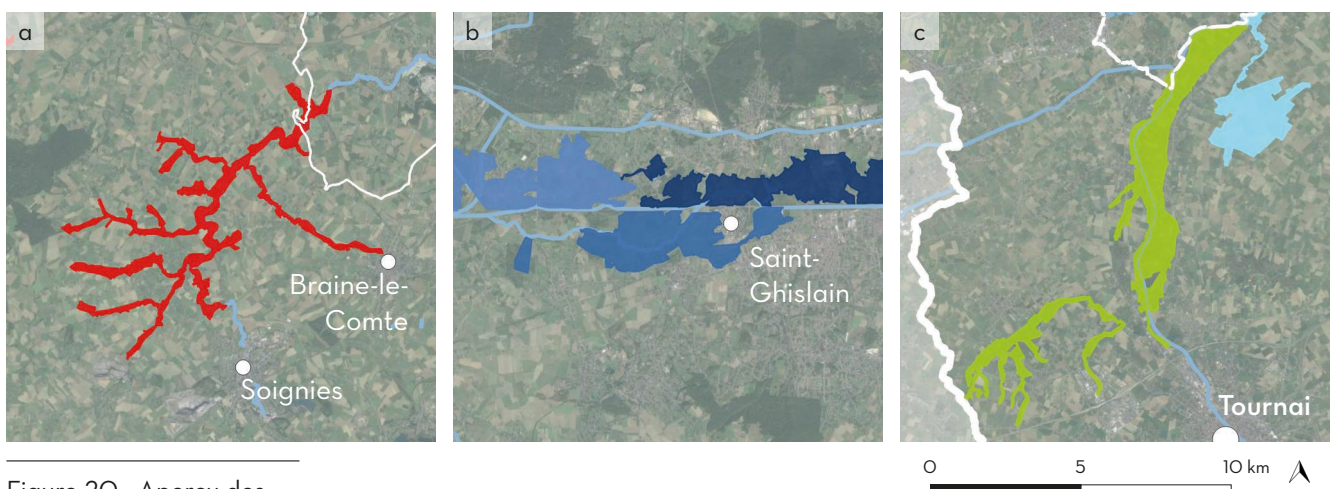 a
b
c
Braine-le-
Comte
Soignies
Saint-
Ghislain
Tournai
0 5 10 km
Figure 20 - Aperçu des